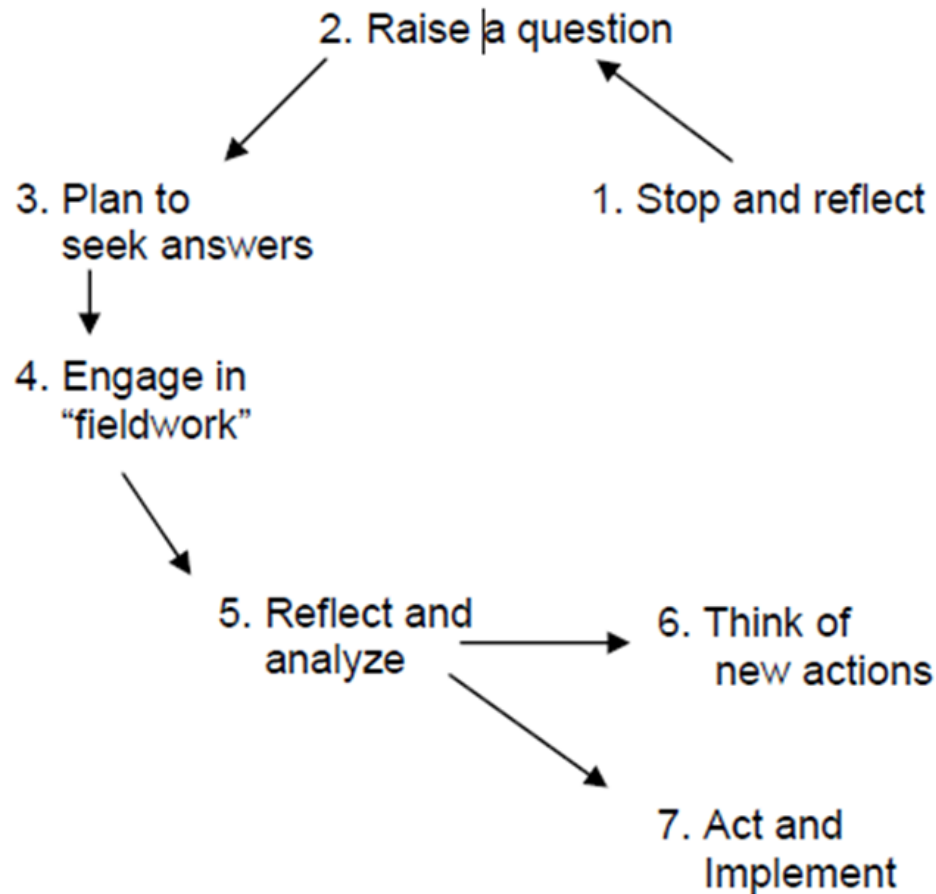 2. Raise a question
3. Plan to
seek answers
1. Stop and reflect
4. Engage in
“fieldwork”
5. Reflect and
analyze
6. Think of
new actions
7. Act and
Implement